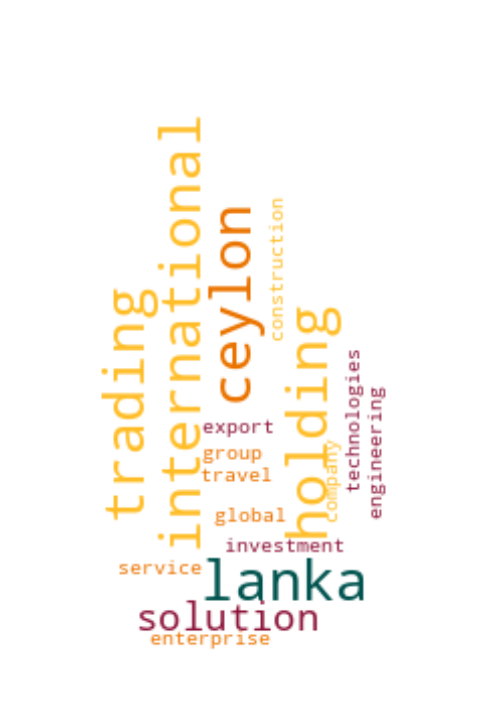 international
construction
ceylon
trading
holding
technologies
engineering
export
company
group
travel
global
investment
service
lanka
solution
enterprise